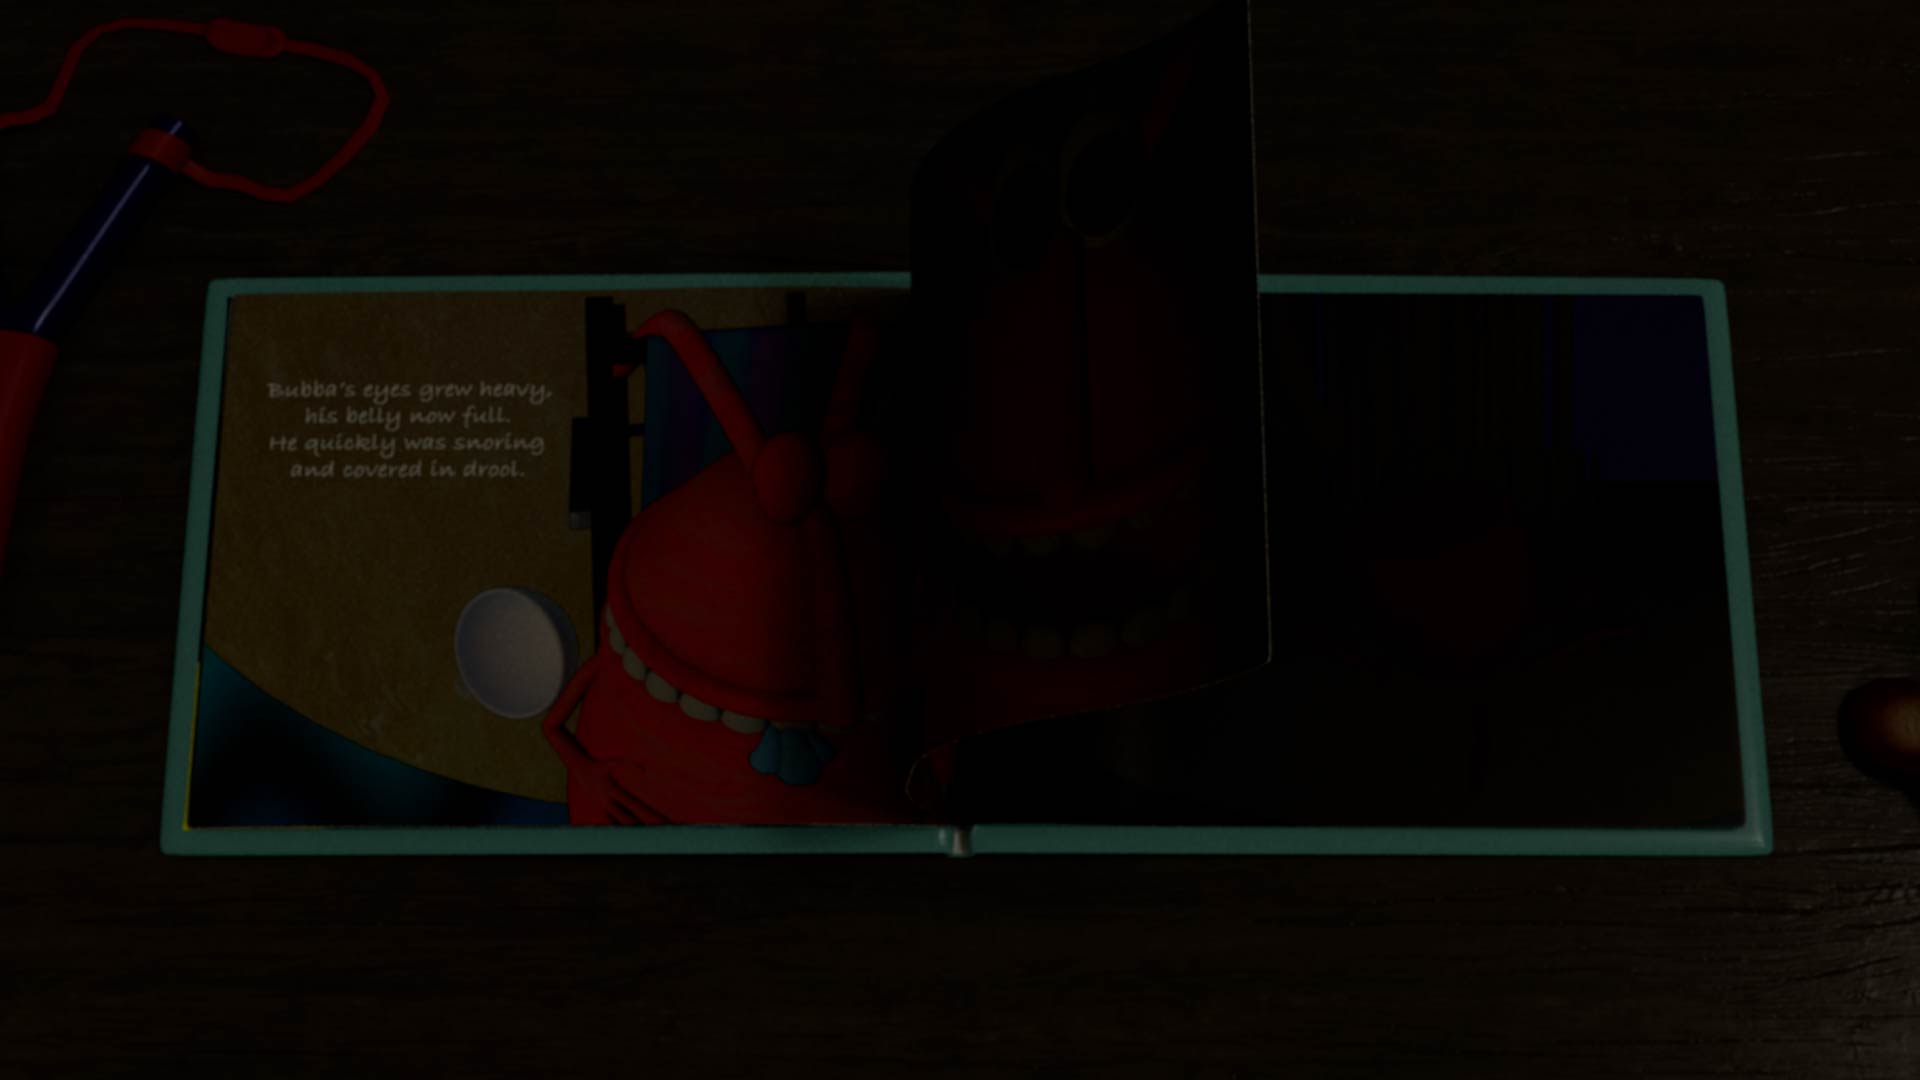 Bubba's eyes grew heavy,
his belly now full.
He quickly was snoring
and covered in drool.